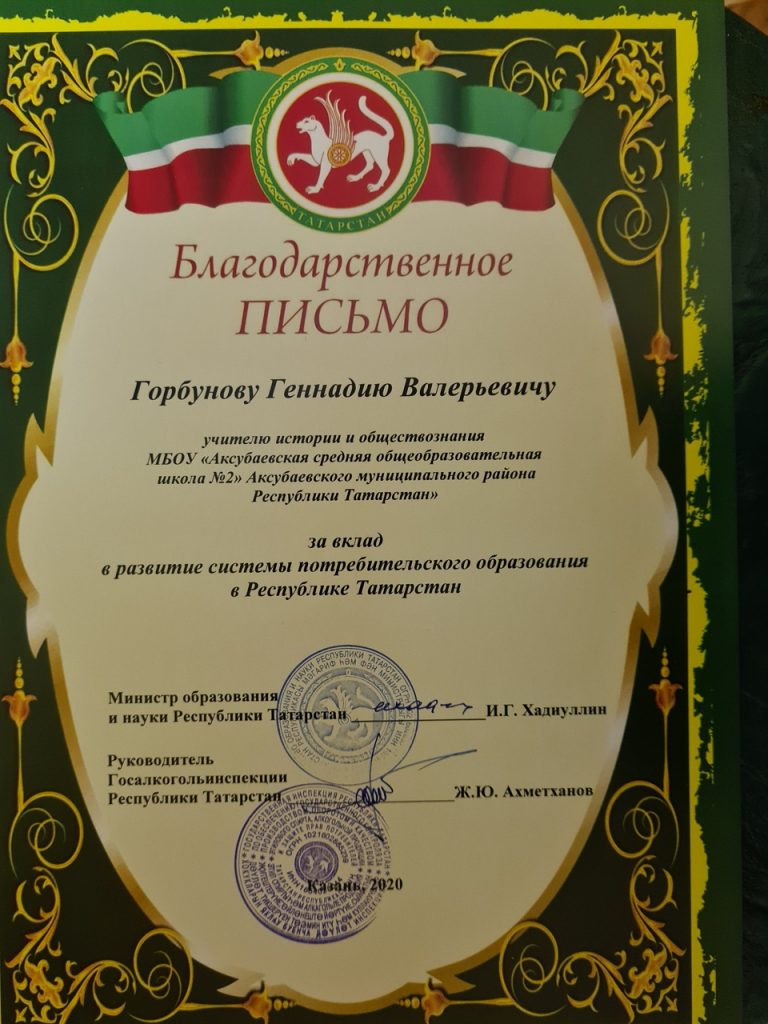 ТАТАРСТАН
Благодарственное
ПИСЬМО
Горбунову Геннадию Валерьевичу
учителю истории и обществознания
МБОУ «Аксубаевская средняя общеобразовательная
школа №2» Аксубаевского муниципального района
Республики Татарстан»
за вклад
в развитие системы потребительского образования
в Республике Татарстан
Министр образования
и науки Республики Татарстан И.Г. Хадиуллин
Руководитель
Госалкогольинспекции
Республики Татарстан Ж.Ю. Ахметханов
Казань, 2020